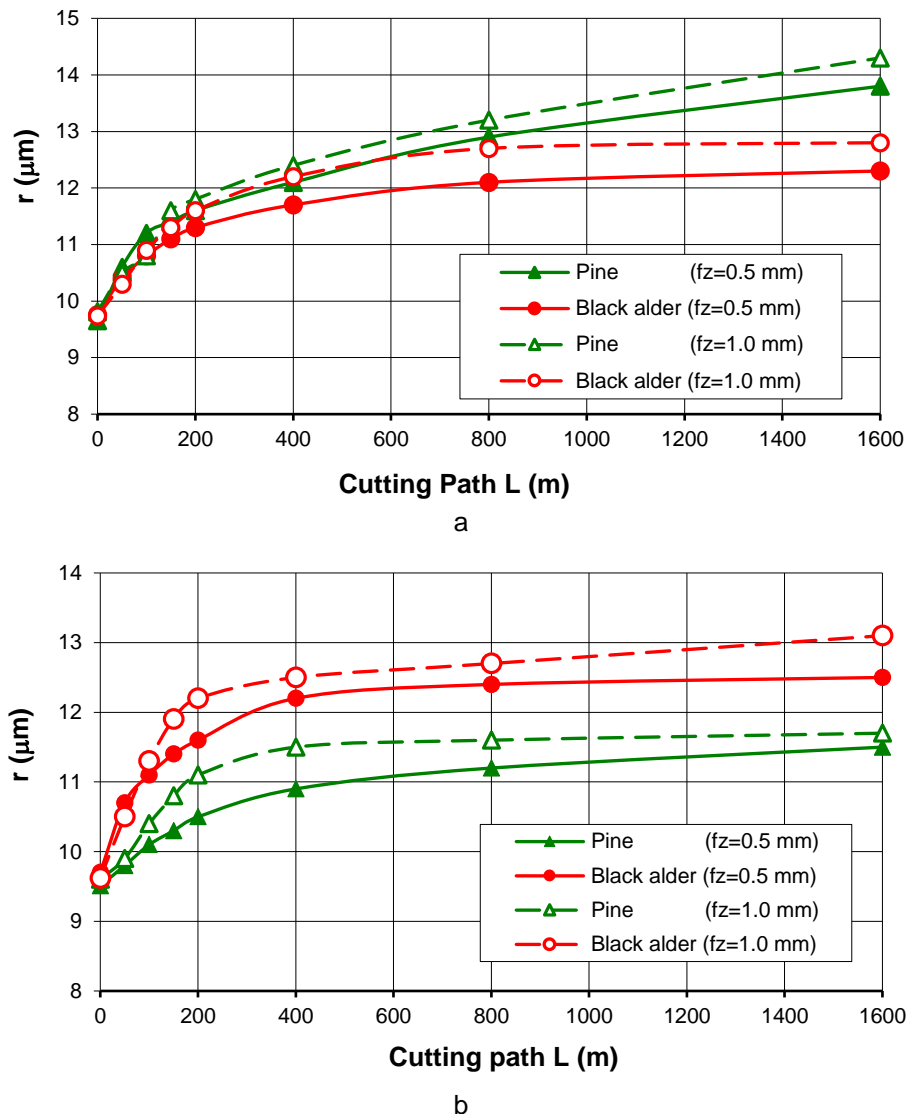 15
14
13
12
11
10
9
8
r (μm)
Pine (fz=0.5 mm)
Black alder (fz=0.5 mm)
Pine (fz=1.0 mm)
Black alder (fz=1.0 mm)
0 200 400 600 800 1000 1200 1400 1600
Cutting Path L (m)
a
14
13
12
11
10
9
8
r (μm)
Pine (fz=0.5 mm)
Black alder (fz=0.5 mm)
Pine (fz=1.0 mm)
Black alder (fz=1.0 mm)
0 200 400 600 800 1000 1200 1400 1600
Cutting path L (m)
b